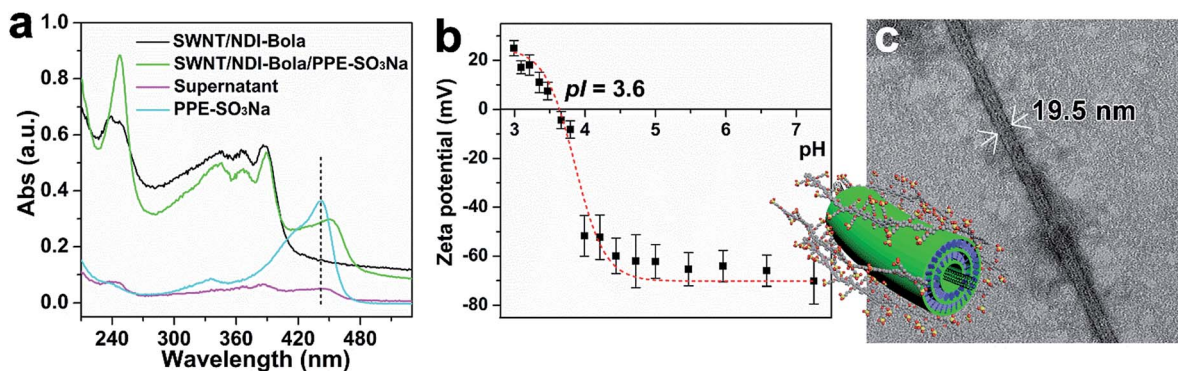 a
1.0
0.8
0.6
0.4
0.2
0.0
Abs (a.u.)
SWNT/NDI-Bola
SWNT/NDI-Bola/PPE-SO₃Na
Supernatant
PPE-SO₃Na
240 300 360 420 480
Wavelength (nm)
b
40
20
0
-20
-40
-60
-80
Zeta potential (mV)
pI = 3.6
3 4 5 6 7
pH
c
19.5 nm